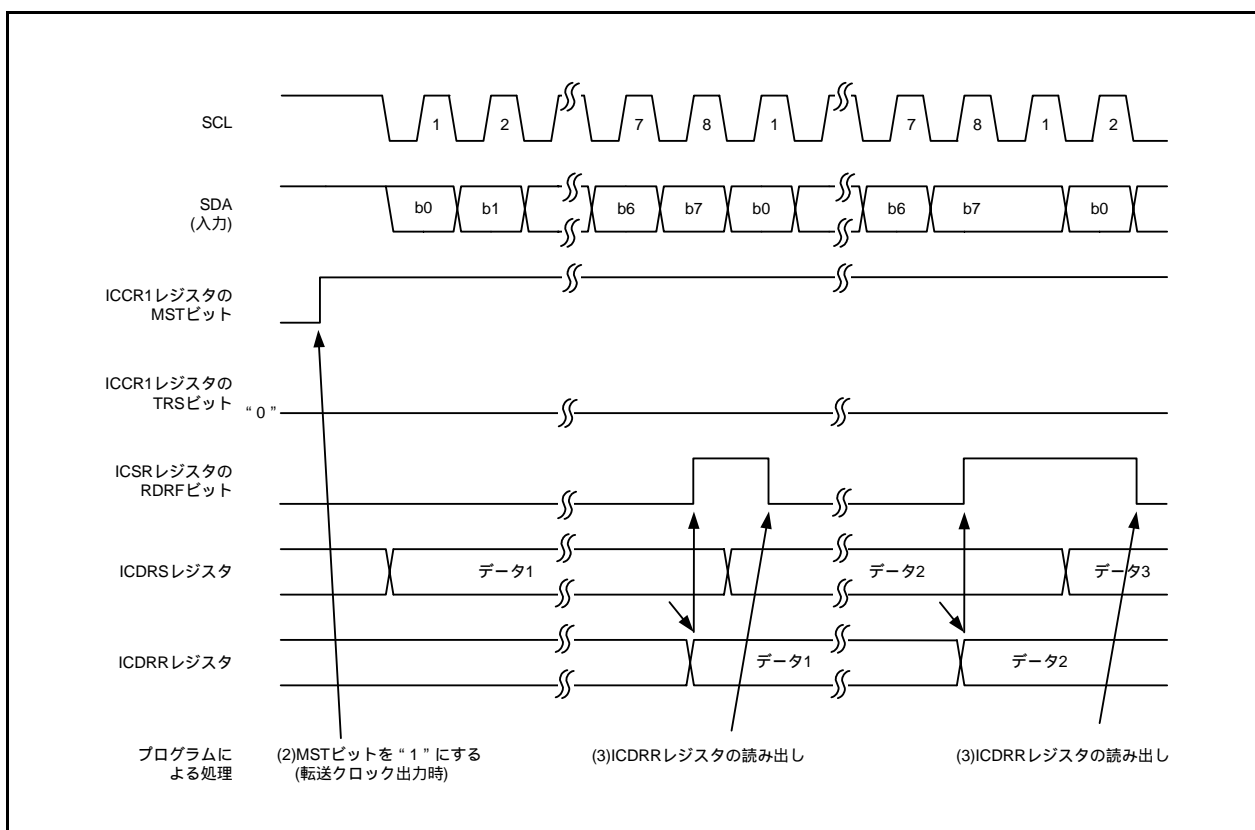 SCL
1 2 7 8 1 7 8 1 2
SDA
(入力)
b0 b1 b6 b7 b0 b6 b7 b0
ICCR1レジスタの
MSTビット
ICCR1レジスタの
TRSビット
“ 0 ”
ICSRレジスタの
RDRFビット
ICDRSレジスタ
データ1 データ2 データ3
ICDRRレジスタ
データ1 データ2
プログラムに
よる処理
(2)MSTビットを “ 1 ” にする
(転送クロック出力時)
(3)ICDRRレジスタの読み出し
(3)ICDRRレジスタの読み出し